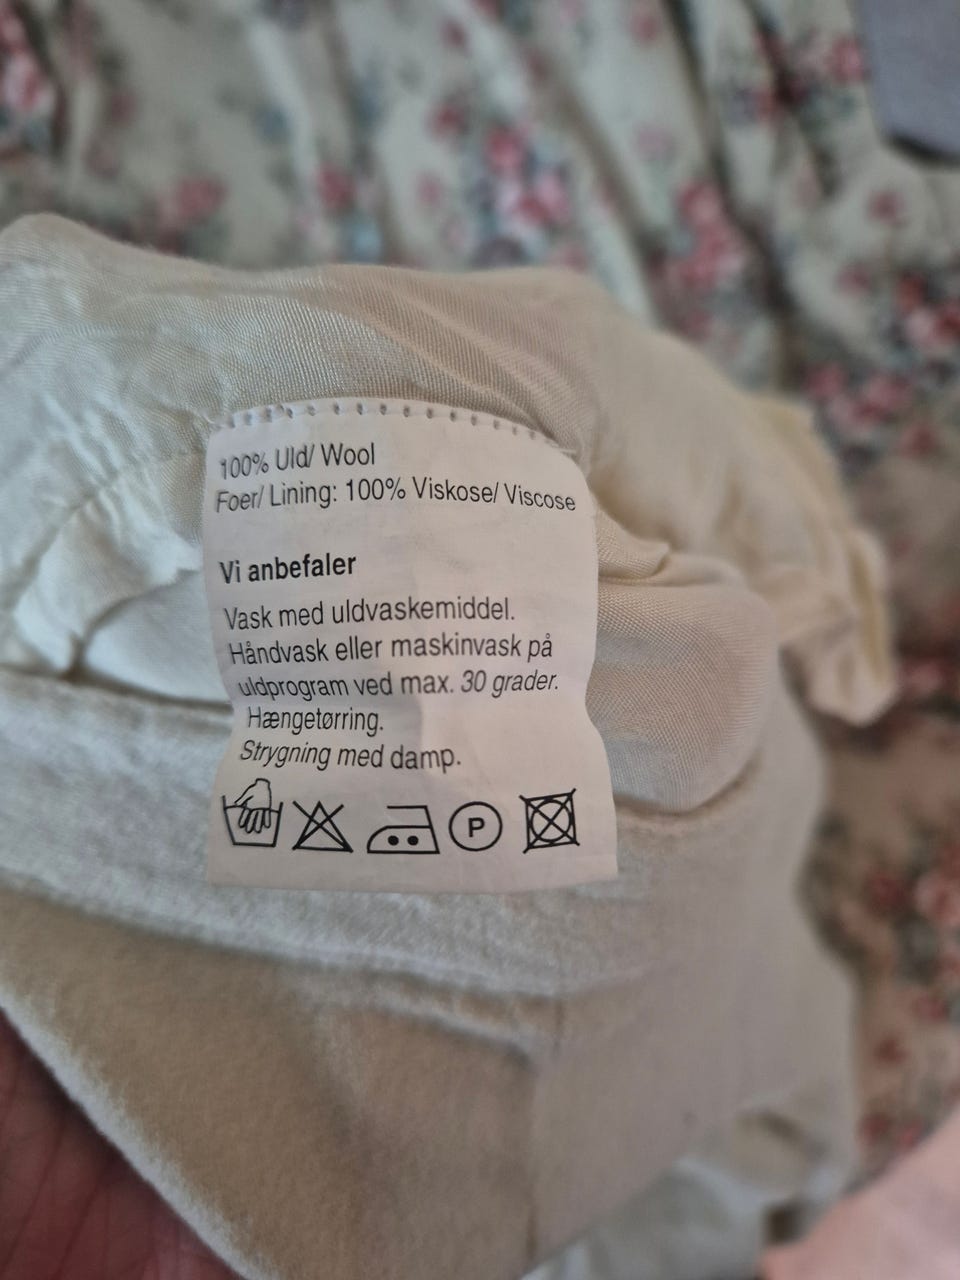 100% Uld/ Wool
Foer/ Lining: 100% Viskose/ Viscose
Vi anbefaler
Vask med uldvaskemiddel.
Håndvask eller maskinvask på
uldprogram ved max. 30 grader.
Hængetørring.
Strygning med damp.
P